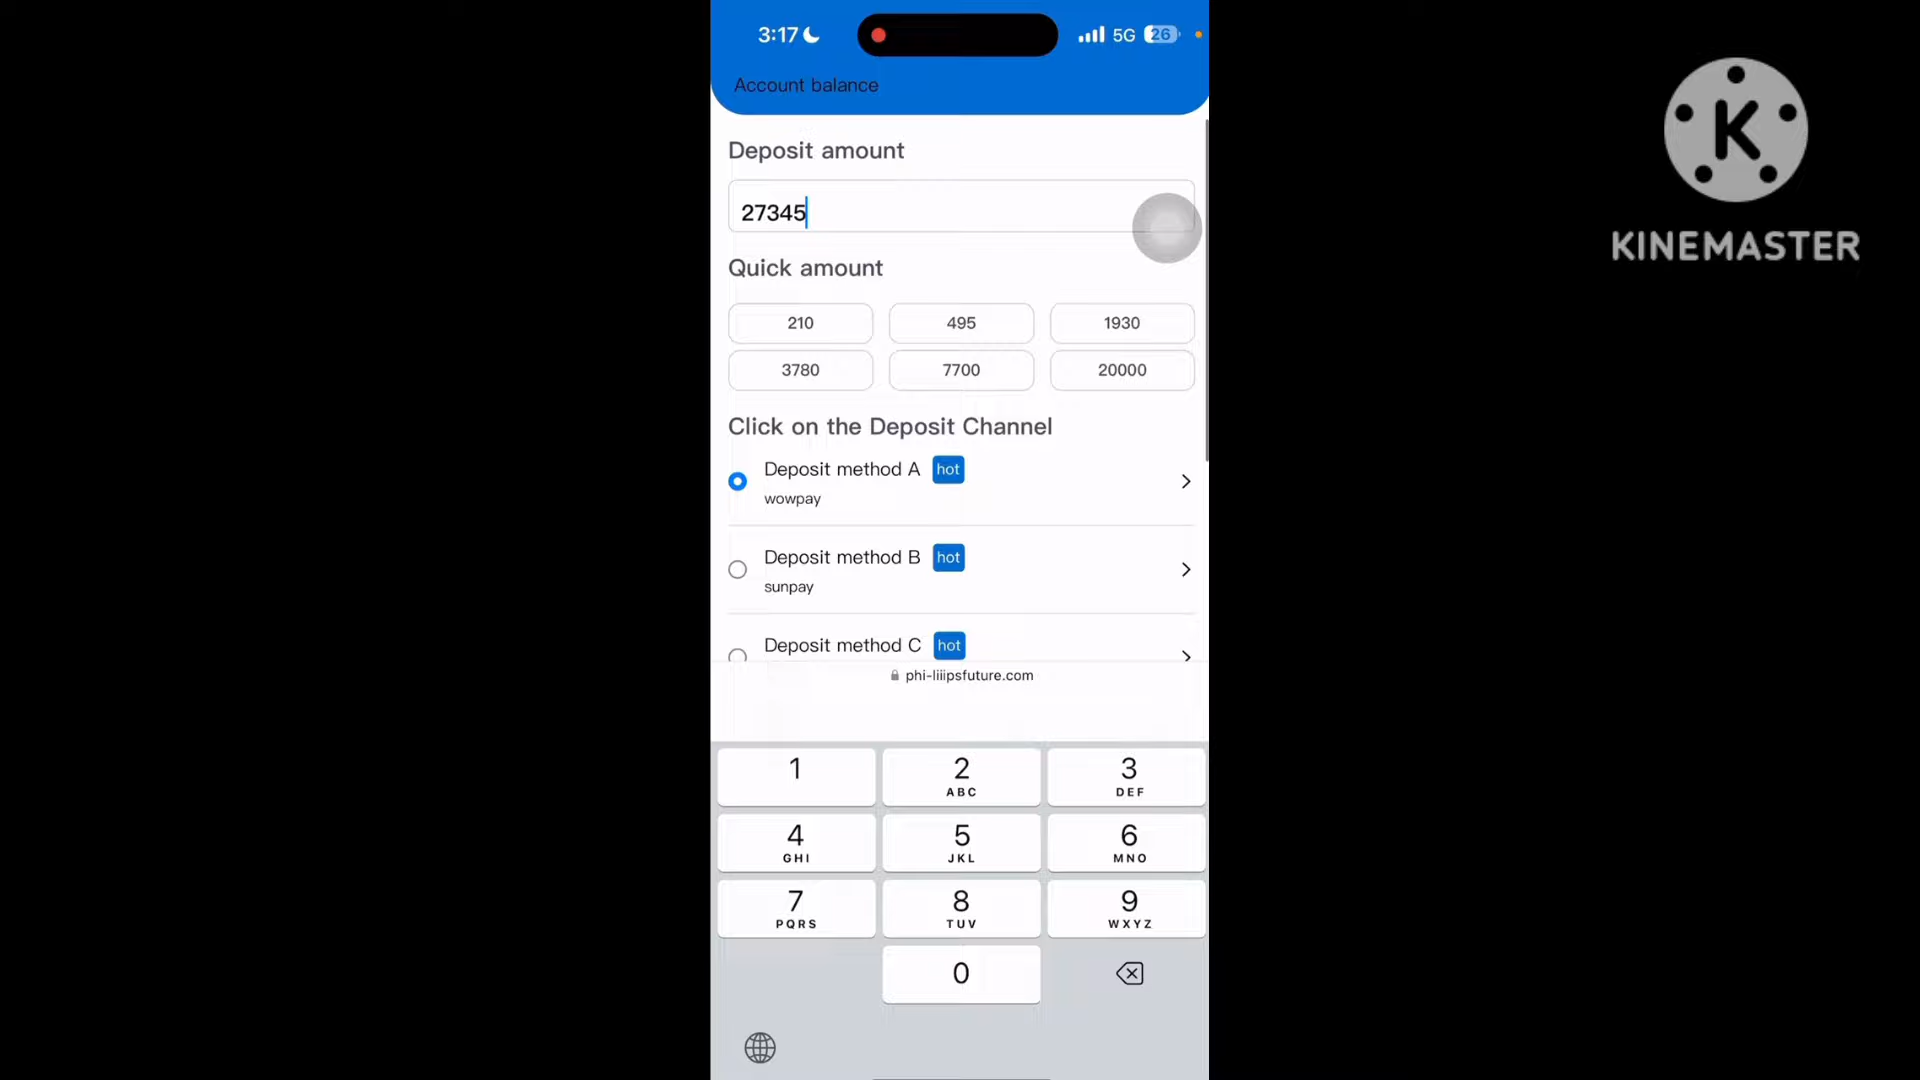 3:17
5G 26
Account balance
Deposit amount
27345
Quick amount
210 495 1930
3780 7700 20000
Click on the Deposit Channel
Deposit method A hot
wowpay
Deposit method B hot
sunpay
Deposit method C hot
phi-liiipsfuture.com
1 2 3
ABC DEF
4 5 6
GHI JKL MNO
7 8 9
PQRS TUV WXYZ
0
K
KINEMASTER